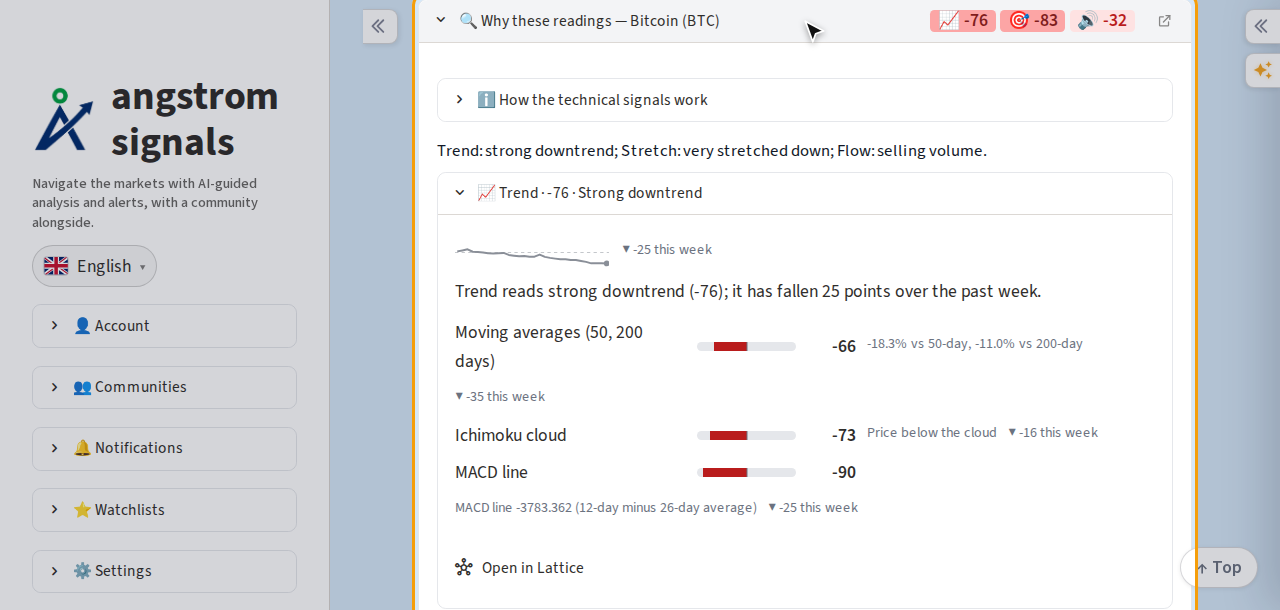 angstrom
signals
Navigate the markets with AI-guided
analysis and alerts, with a community
alongside.
English
Account
Communities
Notifications
Watchlists
Settings
Why these readings — Bitcoin (BTC)
-76
-83
-32
How the technical signals work
Trend: strong downtrend; Stretch: very stretched down; Flow: selling volume.
Trend · -76 · Strong downtrend
▼ -25 this week
Trend reads strong downtrend (-76); it has fallen 25 points over the past week.
Moving averages (50, 200
days)
-66
-18.3% vs 50-day, -11.0% vs 200-day
▼ -35 this week
Ichimoku cloud
-73
Price below the cloud ▼ -16 this week
MACD line
-90
MACD line -3783.362 (12-day minus 26-day average) ▼ -25 this week
Open in Lattice
↑ Top